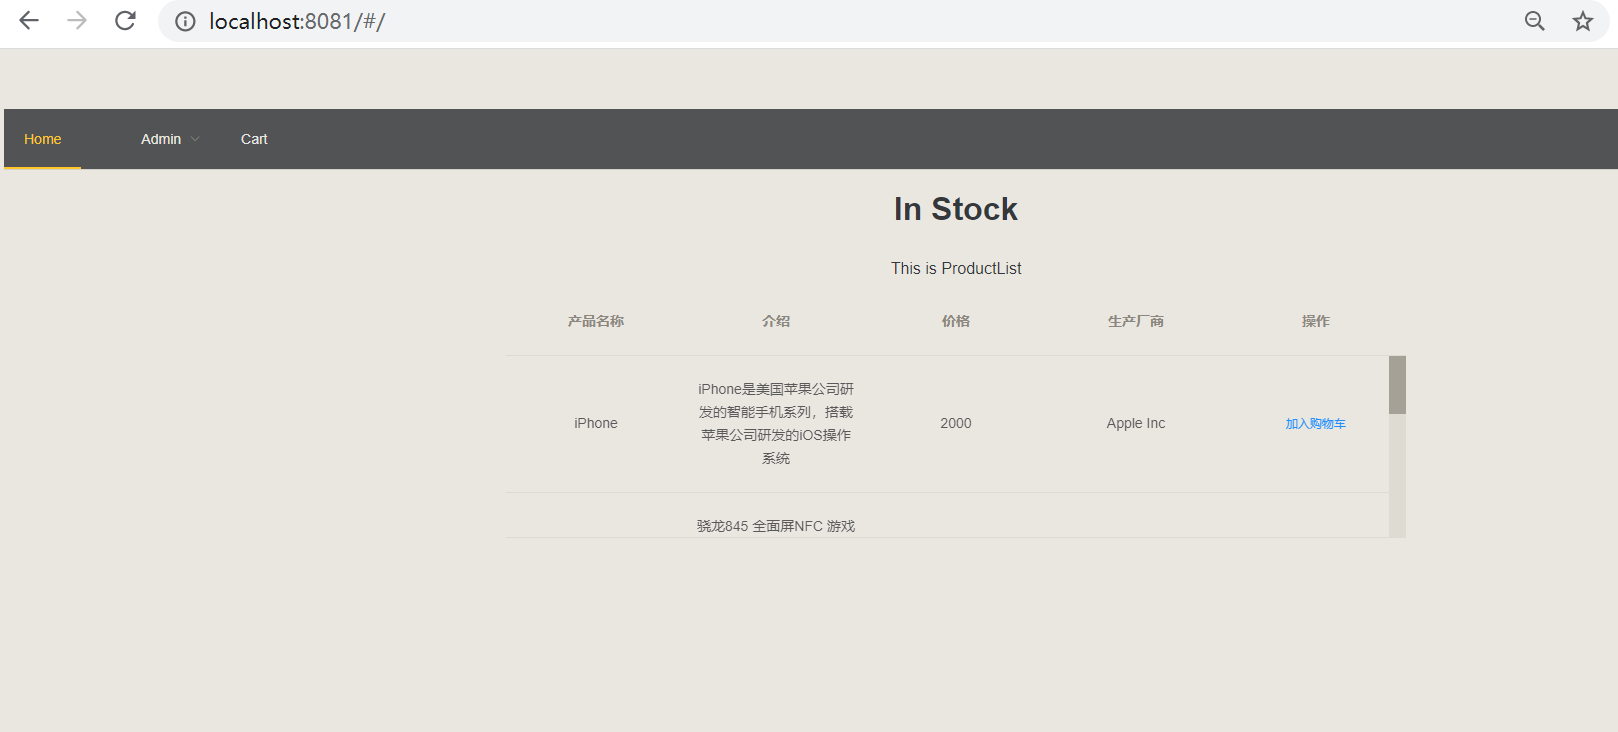 localhost:8081/#/
Home Admin Cart
In Stock
This is ProductList
产品名称 介绍 价格 生产厂商 操作
iPhone是美国苹果公司研
发的智能手机系列，搭载
iPhone 2000 Apple Inc 加入购物车
苹果公司研发的iOS操作
系统
骁龙845 全面屏NFC 游戏